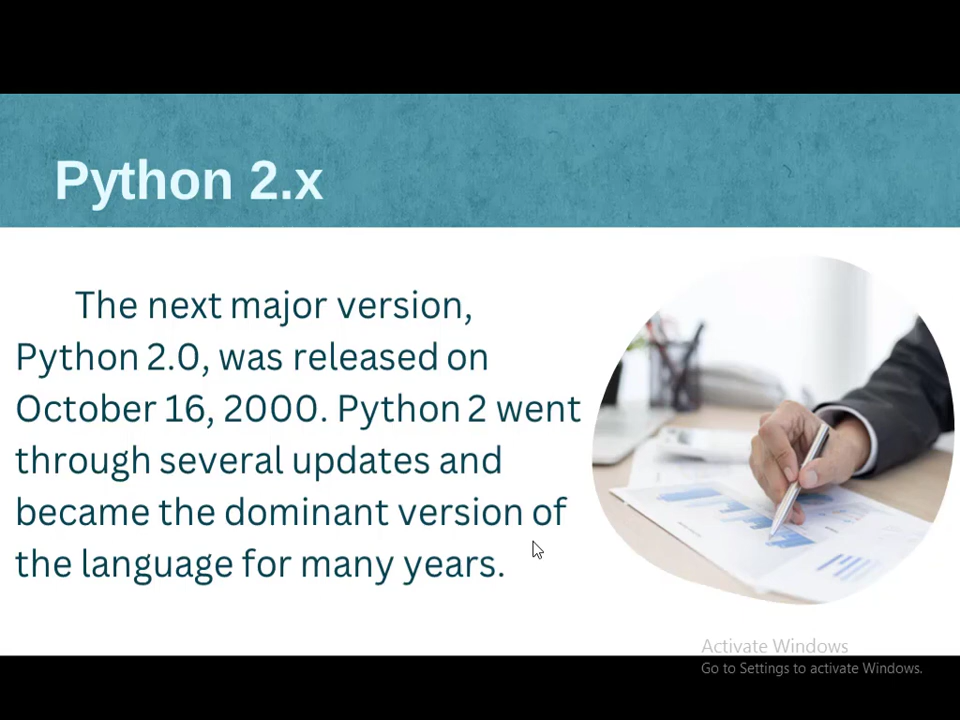 Python 2.x
The next major version,
Python 2.0, was released on
October 16, 2000. Python 2 went
through several updates and
became the dominant version of
the language for many years.
Activate Windows
Go to Settings to activate Windows.